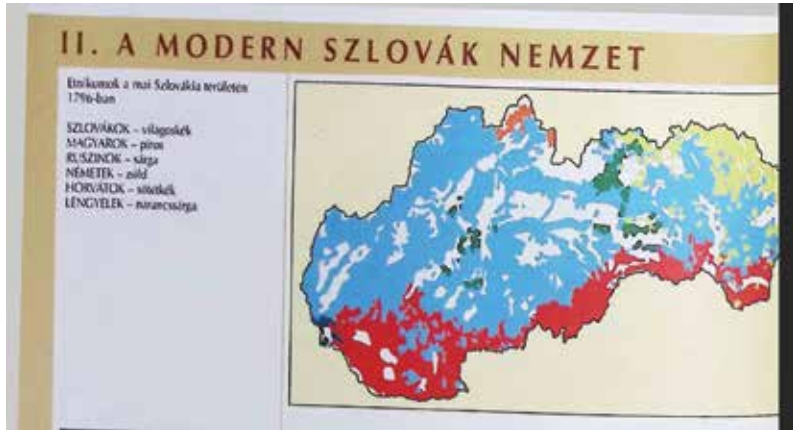 II. A MODERN SZLOVÁK NEMZET
Etnikumok a mai Szlovákia területén
1796-ban
SZLOVÁKOK – világoskék
MAGYAROK – piros
RUSZINOK – sárga
NÉMETEK – zöld
HORVÁTOK – sötétkék
LENGYELEK – narancssárga